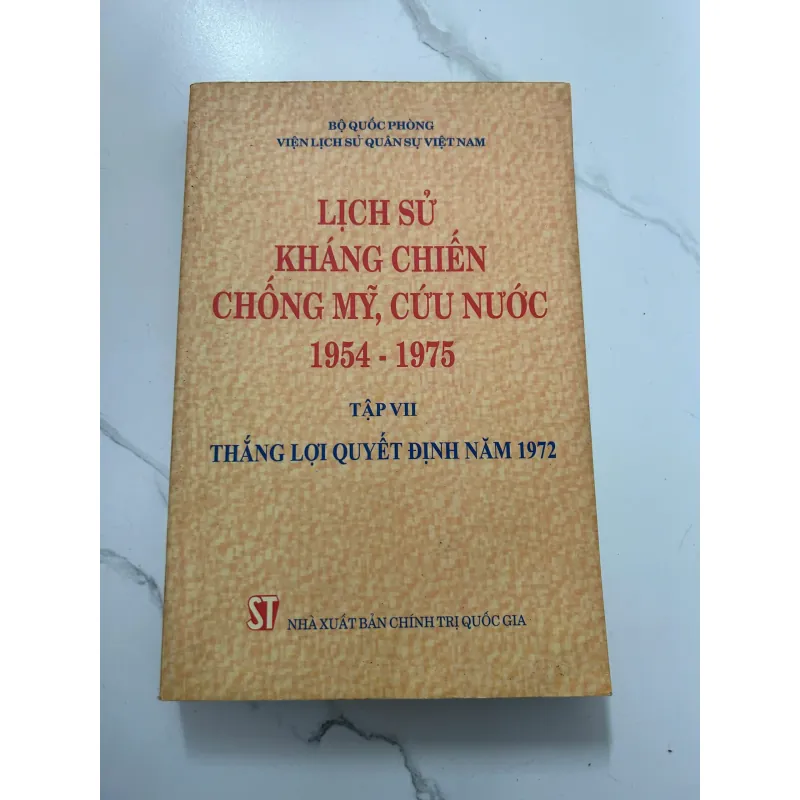 BỘ QUỐC PHÒNG
VIỆN LỊCH SỬ QUÂN SỰ VIỆT NAM
LỊCH SỬ
KHÁNG CHIẾN
CHỐNG MỸ, CỨU NƯỚC
1954 - 1975
TẬP VII
THẮNG LỢI QUYẾT ĐỊNH NĂM 1972
ST NHÀ XUẤT BẢN CHÍNH TRỊ QUỐC GIA